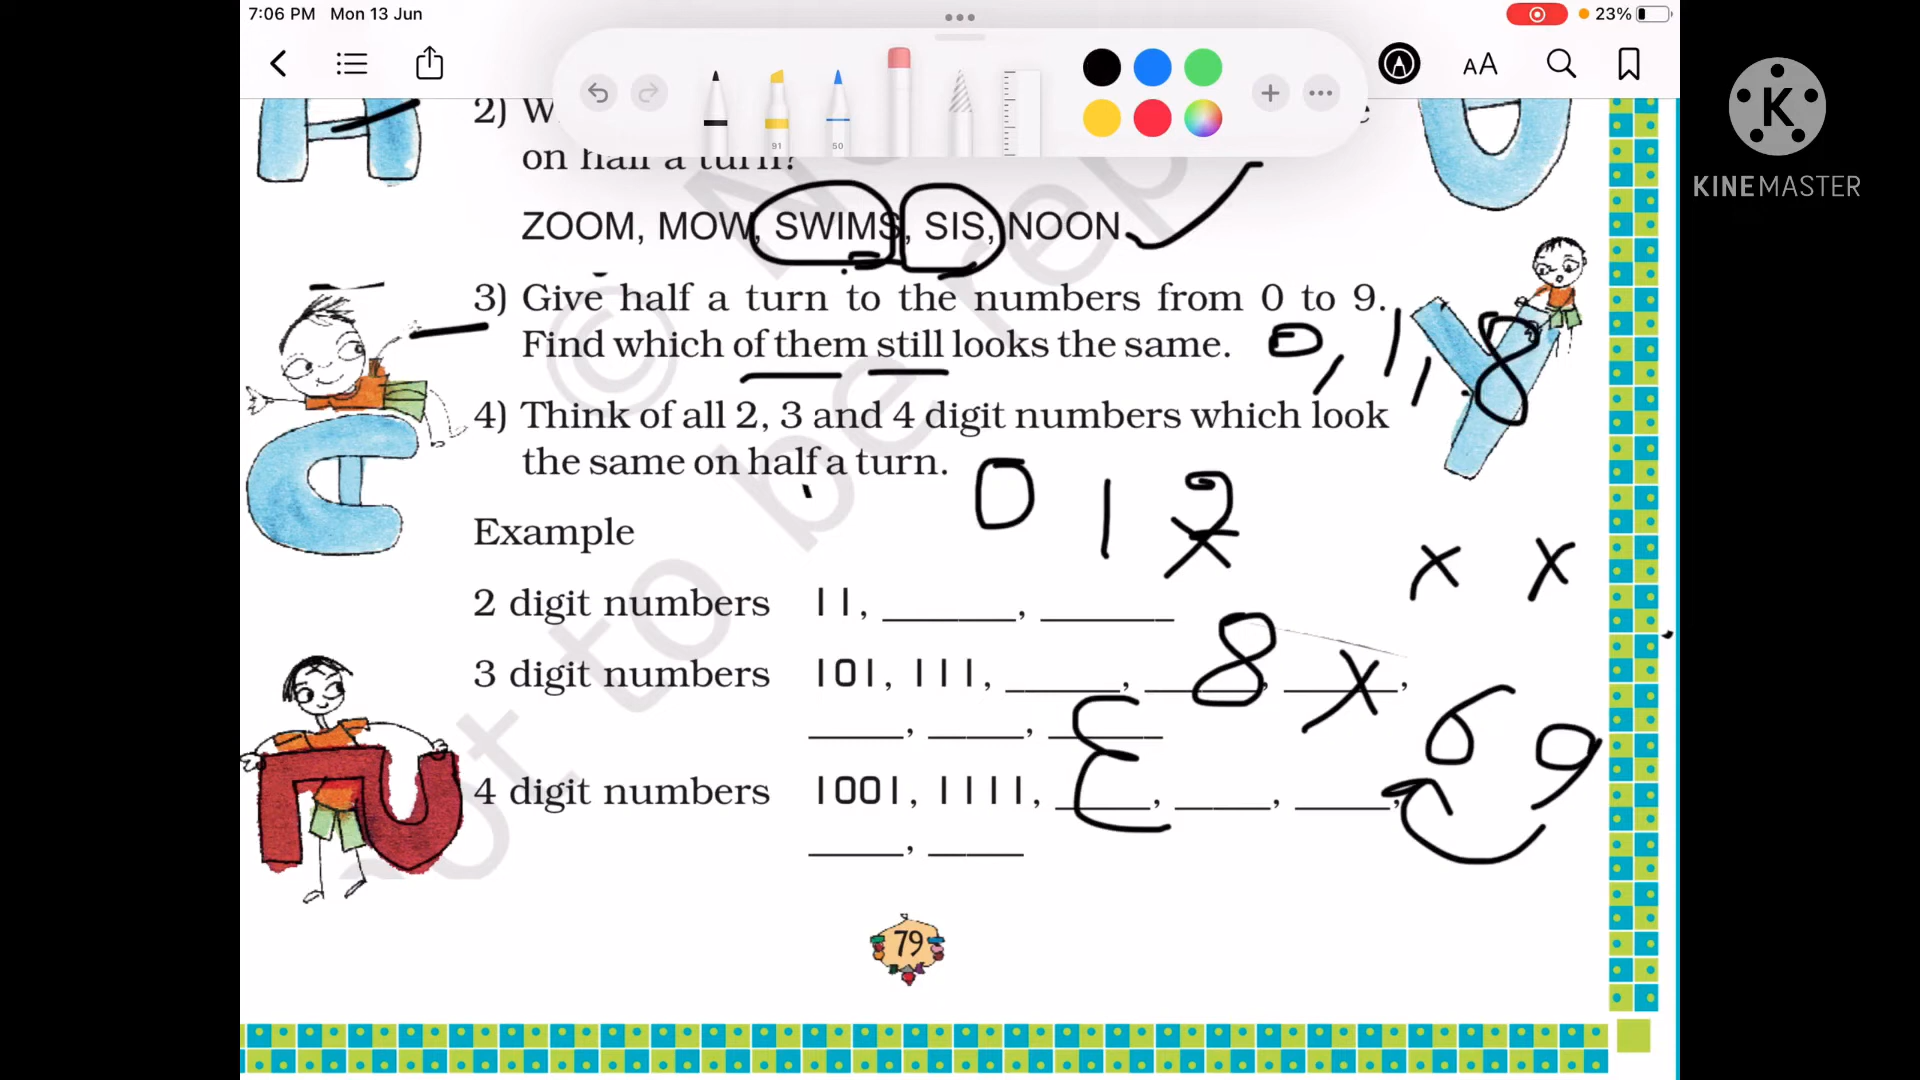 7:06 PM Mon 13 Jun
23%
AA
91
50
K
KINEMASTER
2) W
on half a turn?
ZOOM, MOW, SWIMS, SIS, NOON
3) Give half a turn to the numbers from 0 to 9.
Find which of them still looks the same. 0, 1, 8
4) Think of all 2, 3 and 4 digit numbers which look
the same on half a turn. 0 1 2
Example
2 digit numbers 11, ______, ______
3 digit numbers 101, 111, ______, ______, ______,
______, ______, ______
8 x 6 9
4 digit numbers 1001, 1111, ______, ______, ______,
______, ______
79